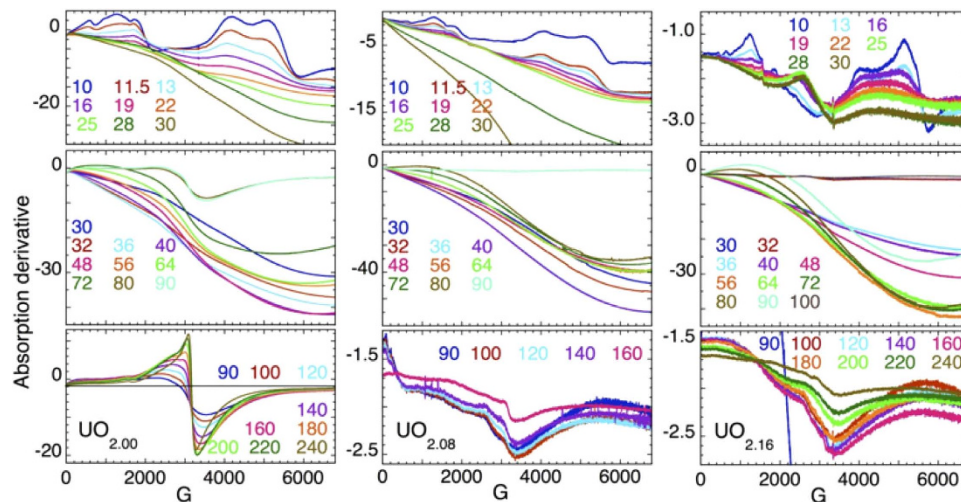 0
-20
10 11.5 13
16 19 22
25 28 30
-5
-15
10 11.5 13
16 19 22
25 28 30
-1.0
-3.0
10 13 16
19 22 25
28 30
Absorption derivative
0
-30
30
32 36 40
48 56 64
72 80 90
0
-40
30
32 36 40
48 56 64
72 80 90
0
-30
30 32
36 40 48
56 64 72
80 90 100
0
-20
90 100 120
140
160 180
200 220 240
UO2.00
-1.5
-2.5
90 100 120 140 160
UO2.08
-1.5
-2.5
90 100 120 140 160
180 200 220 240
UO2.16
0 2000 4000 6000
0 2000 4000 6000
0 2000 4000 6000
G
G
G